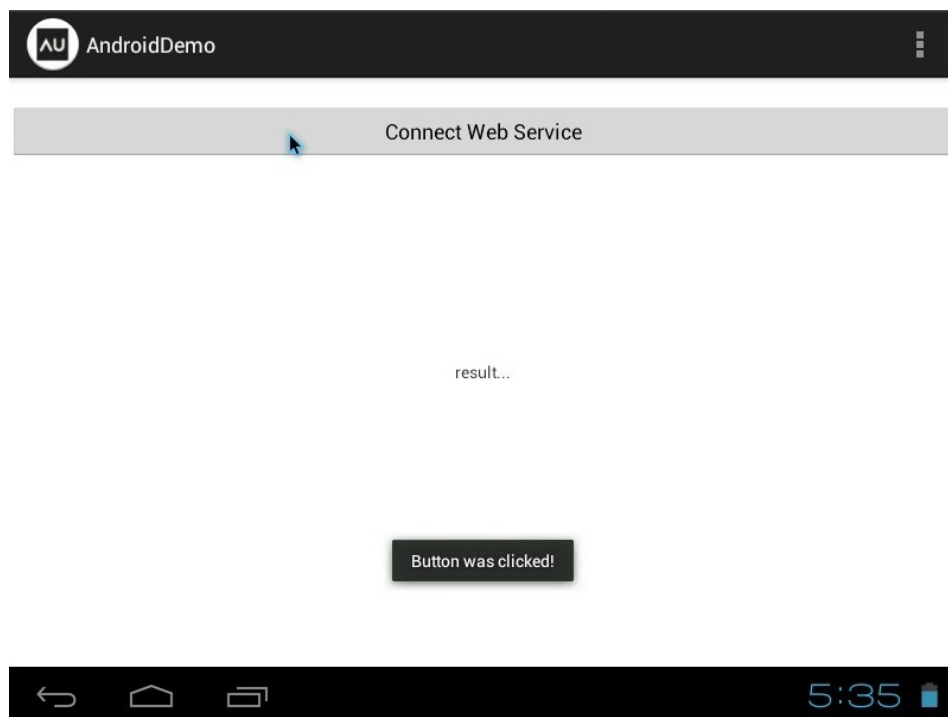 AU AndroidDemo
Connect Web Service
result...
Button was clicked!
5:35